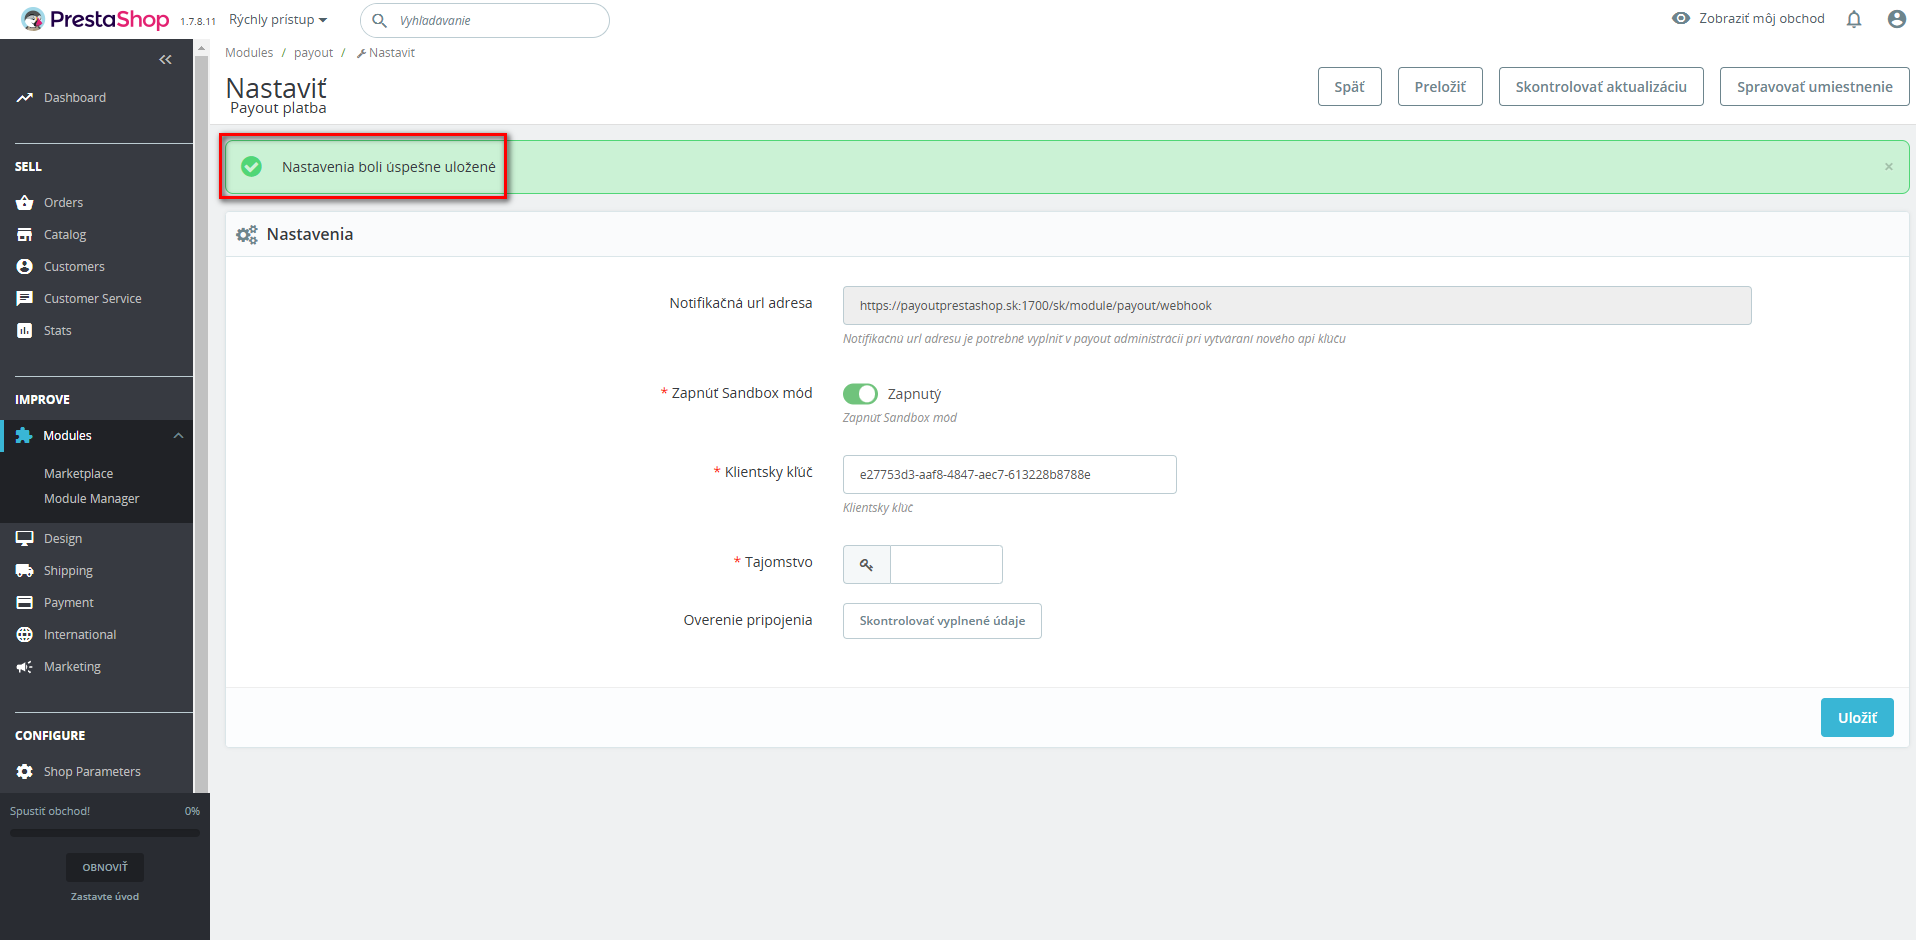 PrestaShop 1.7.8.11 Rýchly prístup Vyhľadávanie Zobraziť môj obchod
Modules / payout / Nastaviť
Nastaviť
Payout platba
Späť Preložiť Skontrolovať aktualizáciu Spravovať umiestnenie
Dashboard
SELL
Orders
Catalog
Customers
Customer Service
Stats
IMPROVE
Modules
Marketplace
Module Manager
Design
Shipping
Payment
International
Marketing
CONFIGURE
Shop Parameters
Spustiť obchod! 0%
OBNOVIŤ
Zastavte úvod
Nastavenia boli úspešne uložené ×
Nastavenia
Notifikačná url adresa https://payoutprestashop.sk:1700/sk/module/payout/webhook
Notifikačnú url adresu je potrebné vyplniť v payout administrácii pri vytváraní nového api kľúču
* Zapnúť Sandbox mód Zapnutý
Zapnúť Sandbox mód
* Klientsky kľúč e27753d3-aaf8-4847-aec7-613228b8788e
Klientsky kľúč
* Tajomstvo
Overenie pripojenia Skontrolovať vyplnené údaje
Uložiť